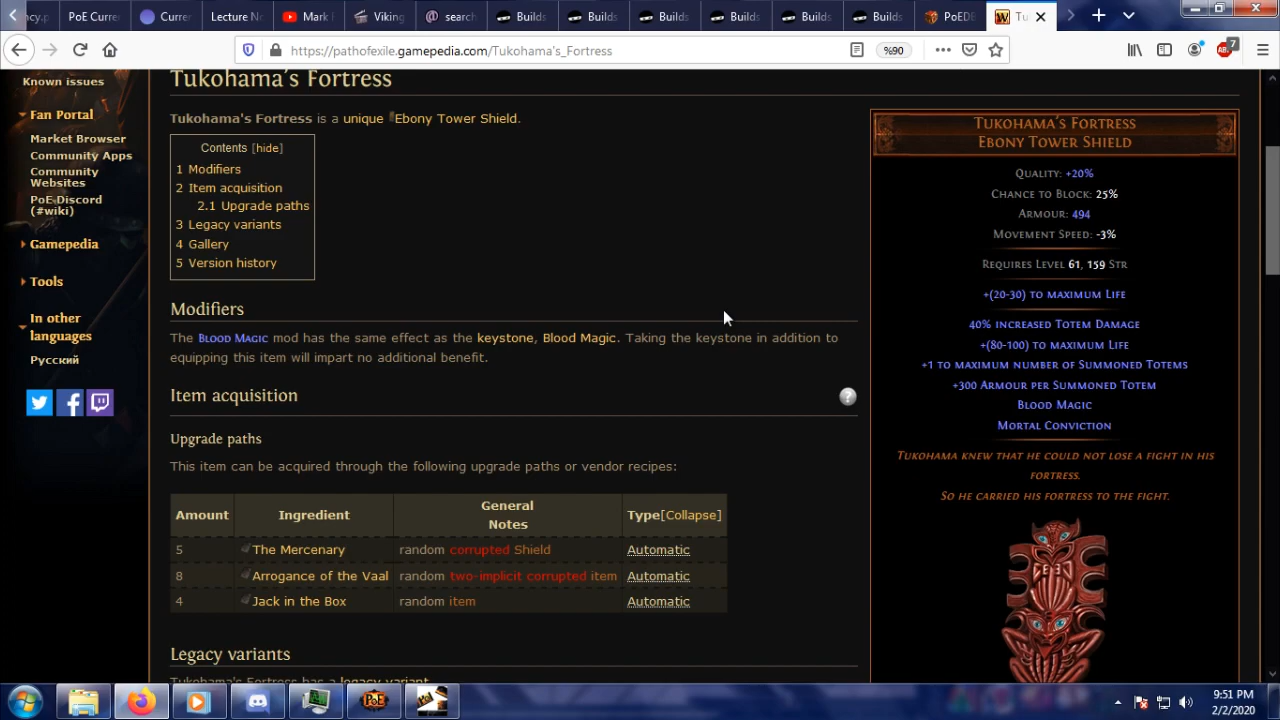 ncy.p
PoE Curre
Currer
Lecture No
Mark
Viking
search
Builds
Builds
Builds
Builds
Builds
Builds
PoEDB
Tu
https://pathofexile.gamepedia.com/Tukohama's_Fortress
%90
7
Known issues
Fan Portal
Market Browser
Community Apps
Community
Websites
PoE Discord
(#wiki)
Gamepedia
Tools
In other
languages
Русский
Tukohama's Fortress
Tukohama's Fortress is a unique Ebony Tower Shield.
Contents [hide]
1 Modifiers
2 Item acquisition
2.1 Upgrade paths
3 Legacy variants
4 Gallery
5 Version history
Modifiers
The Blood Magic mod has the same effect as the keystone, Blood Magic. Taking the keystone in addition to
equipping this item will impart no additional benefit.
Item acquisition
?
Upgrade paths
This item can be acquired through the following upgrade paths or vendor recipes:
Amount Ingredient General Notes Type[Collapse]
5 The Mercenary random corrupted Shield Automatic
8 Arrogance of the Vaal random two-implicit corrupted item Automatic
4 Jack in the Box random item Automatic
Legacy variants
Tukohama's Fortress has a legacy variant.
Tukohama's Fortress
Ebony Tower Shield
Quality: +20%
Chance to Block: 25%
Armour: 494
Movement Speed: -3%
Requires Level 61, 159 Str
+(20-30) to maximum Life
40% increased Totem Damage
+(80-100) to maximum Life
+1 to maximum number of Summoned Totems
+300 Armour per Summoned Totem
Blood Magic
Mortal Conviction
Tukohama knew that he could not lose a fight in his
fortress.
So he carried his fortress to the fight.
9:51 PM
2/2/2020